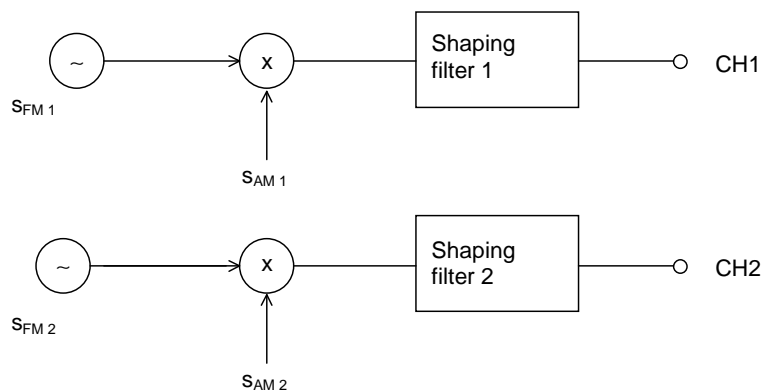 Shaping
filter 1
~
x
CH1
sFM 1
sAM 1
Shaping
filter 2
~
x
CH2
sFM 2
sAM 2